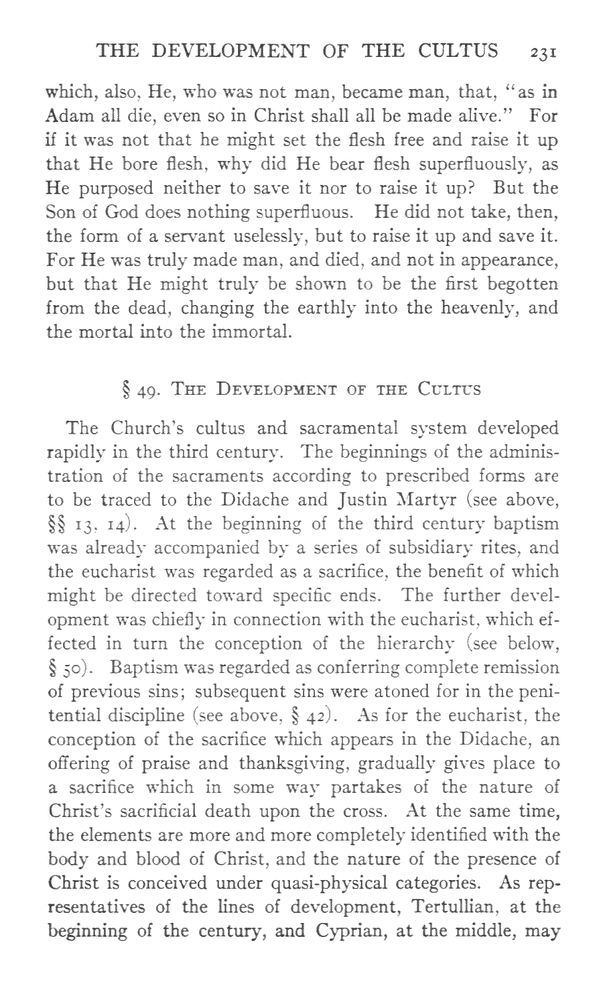 THE DEVELOPMENT OF THE CULTUS 231
which, also, He, who was not man, became man, that, "as in
Adam all die, even so in Christ shall all be made alive." For
if it was not that he might set the flesh free and raise it up
that He bore flesh, why did He bear flesh superfluously, as
He purposed neither to save it nor to raise it up? But the
Son of God does nothing superfluous. He did not take, then,
the form of a servant uselessly, but to raise it up and save it.
For He was truly made man, and died, and not in appearance,
but that He might truly be shown to be the first begotten
from the dead, changing the earthly into the heavenly, and
the mortal into the immortal.
§ 49. The Development of the Cultus
The Church's cultus and sacramental system developed
rapidly in the third century. The beginnings of the adminis-
tration of the sacraments according to prescribed forms are
to be traced to the Didache and Justin Martyr (see above,
§§ 13, 14). At the beginning of the third century baptism
was already accompanied by a series of subsidiary rites, and
the eucharist was regarded as a sacrifice, the benefit of which
might be directed toward specific ends. The further devel-
opment was chiefly in connection with the eucharist, which ef-
fected in turn the conception of the hierarchy (see below,
§ 50). Baptism was regarded as conferring complete remission
of previous sins; subsequent sins were atoned for in the peni-
tential discipline (see above, § 42). As for the eucharist, the
conception of the sacrifice which appears in the Didache, an
offering of praise and thanksgiving, gradually gives place to
a sacrifice which in some way partakes of the nature of
Christ's sacrificial death upon the cross. At the same time,
the elements are more and more completely identified with the
body and blood of Christ, and the nature of the presence of
Christ is conceived under quasi-physical categories. As rep-
resentatives of the lines of development, Tertullian, at the
beginning of the century, and Cyprian, at the middle, may